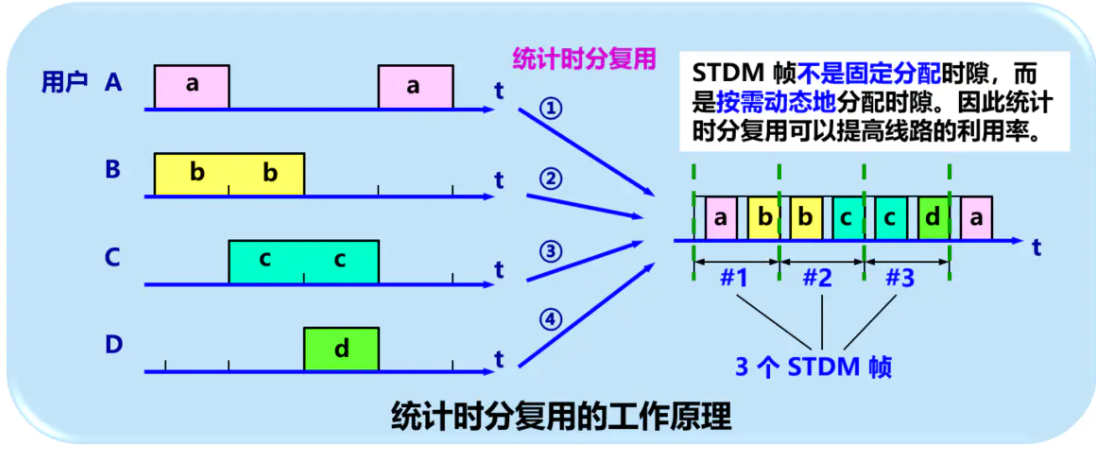 统计时分复用
STDM 帧不是固定分配时隙，而
是按需动态地分配时隙。因此统计
时分复用可以提高线路的利用率。
用户 A
a
a
t
①
B
b
b
t
②
C
c
c
t
③
D
d
t
④
a
b
b
c
c
d
a
t
#1
#2
#3
3 个 STDM 帧
统计时分复用的工作原理